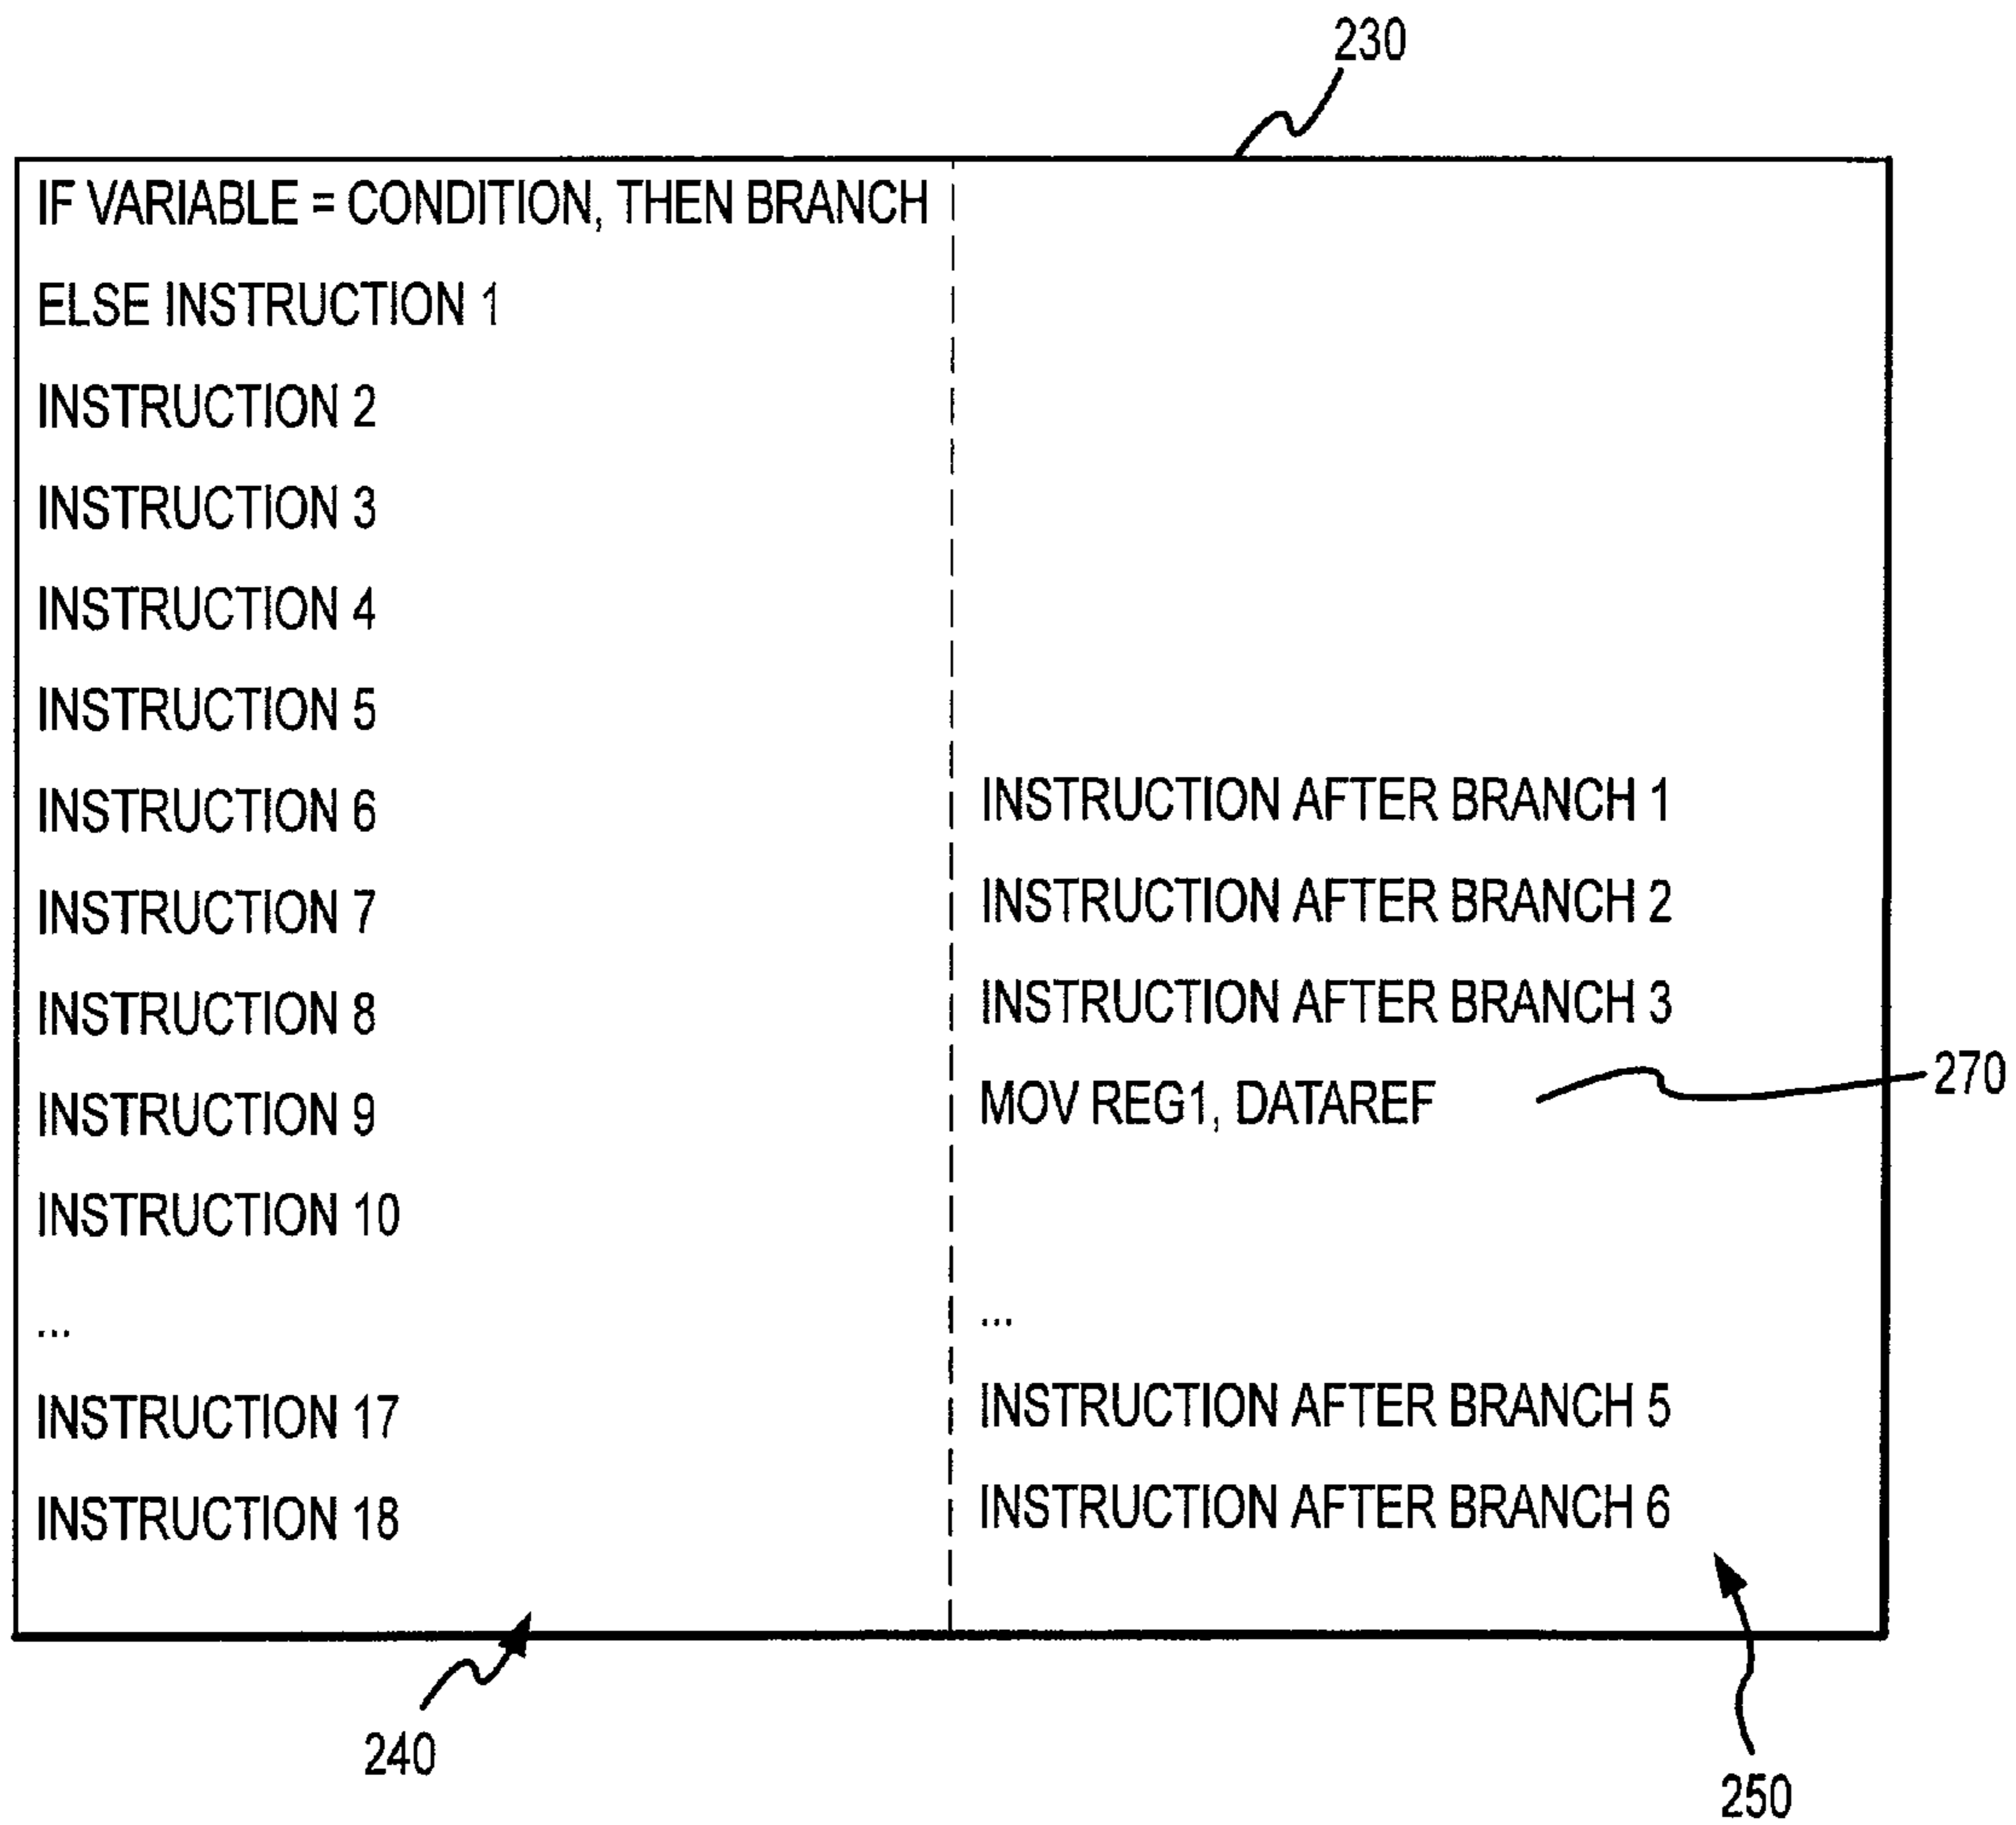 230
IF VARIABLE = CONDITION, THEN BRANCH
ELSE INSTRUCTION 1
INSTRUCTION 2
INSTRUCTION 3
INSTRUCTION 4
INSTRUCTION 5
INSTRUCTION 6
INSTRUCTION 7
INSTRUCTION 8
INSTRUCTION 9
INSTRUCTION 10
...
INSTRUCTION 17
INSTRUCTION 18
INSTRUCTION AFTER BRANCH 1
INSTRUCTION AFTER BRANCH 2
INSTRUCTION AFTER BRANCH 3
MOV REG1, DATAREF
270
...
INSTRUCTION AFTER BRANCH 5
INSTRUCTION AFTER BRANCH 6
240
250